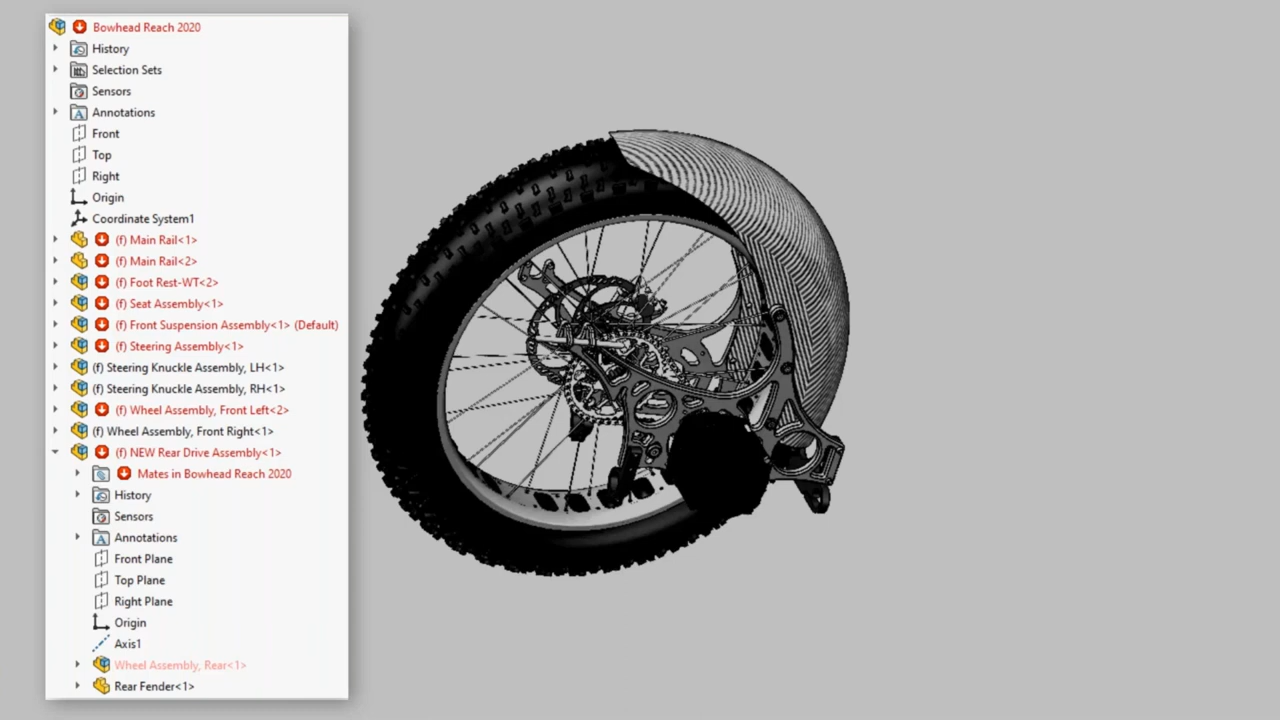 Bowhead Reach 2020
History
Selection Sets
Sensors
Annotations
Front
Top
Right
Origin
Coordinate System1
(f) Main Rail<1>
(f) Main Rail<2>
(f) Foot Rest-WT<2>
(f) Seat Assembly<1>
(f) Front Suspension Assembly<1> (Default)
(f) Steering Assembly<1>
(f) Steering Knuckle Assembly, LH<1>
(f) Steering Knuckle Assembly, RH<1>
(f) Wheel Assembly, Front Left<2>
(f) Wheel Assembly, Front Right<1>
(f) NEW Rear Drive Assembly<1>
Mates in Bowhead Reach 2020
History
Sensors
Annotations
Front Plane
Top Plane
Right Plane
Origin
Axis1
Wheel Assembly, Rear<1>
Rear Fender<1>